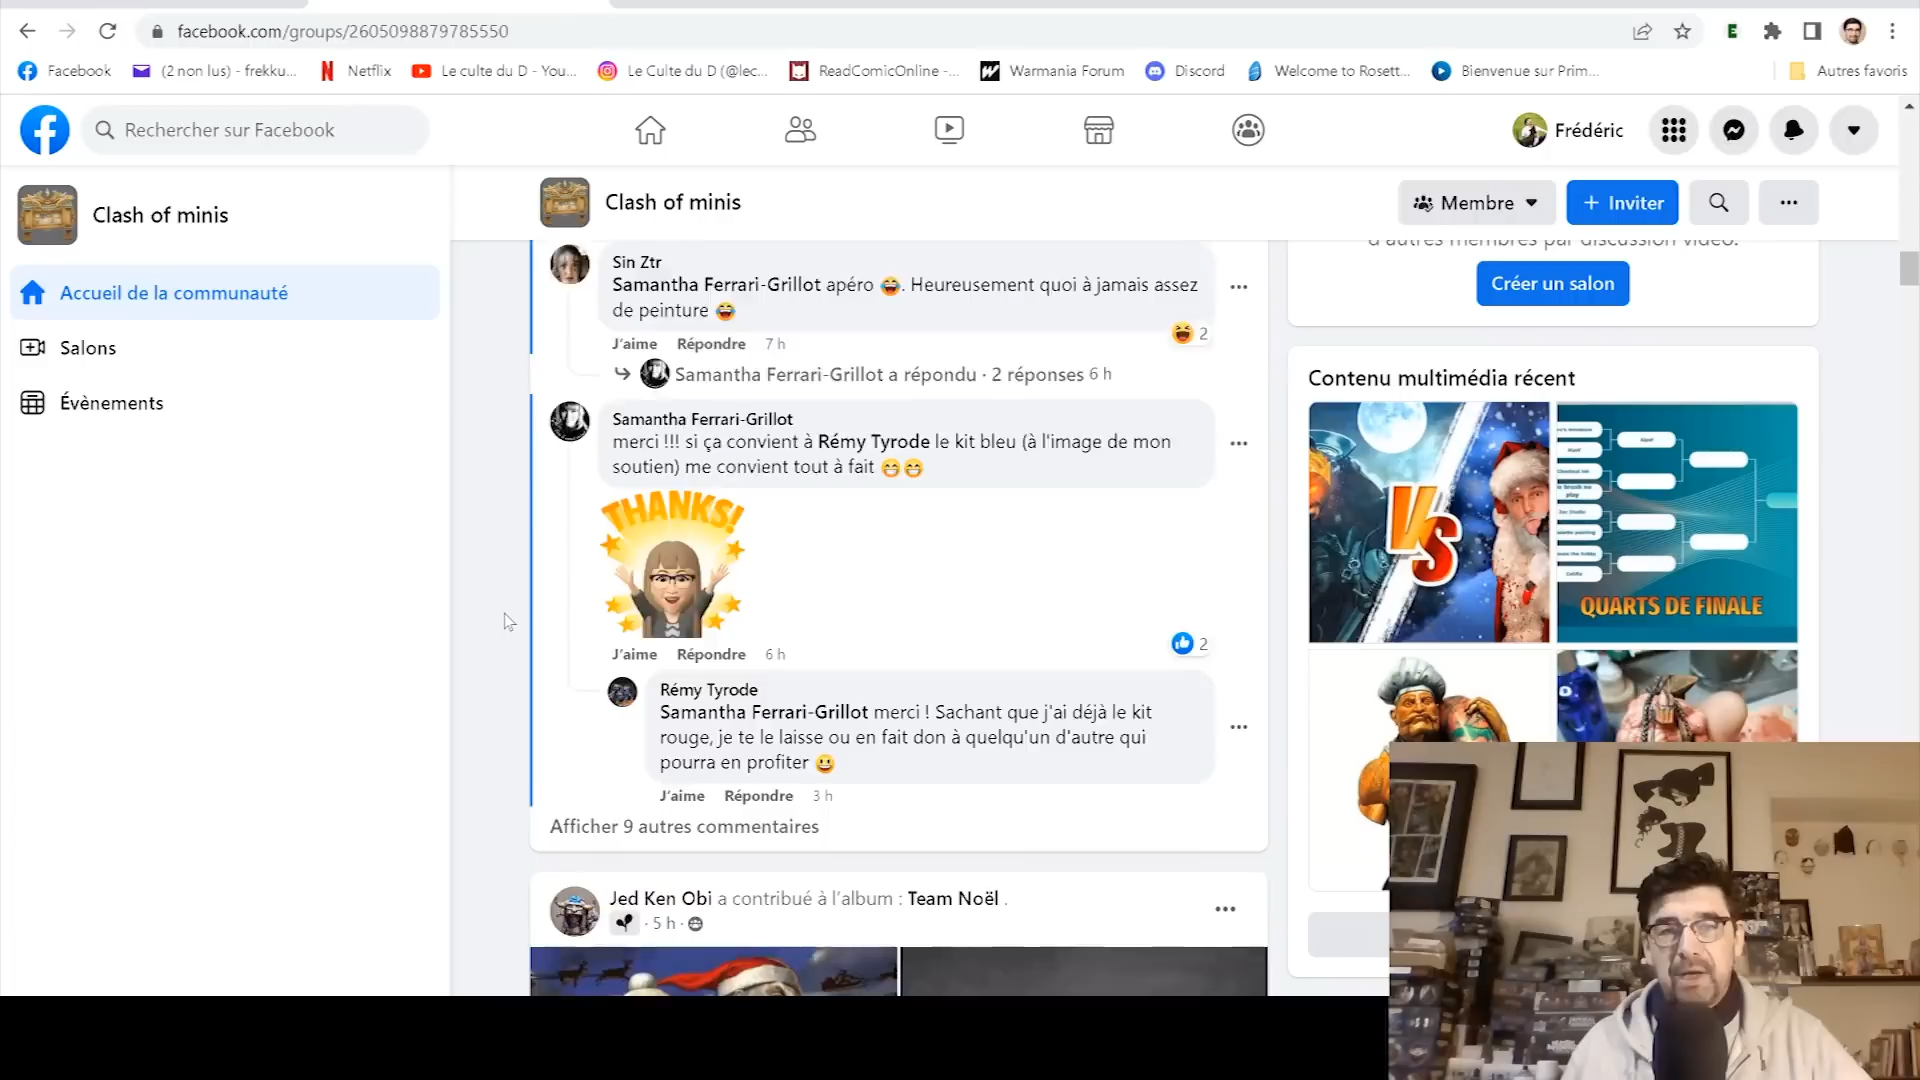 facebook.com/groups/2605098879785550
Facebook
(2 non lus) - frekku...
Netflix
Le culte du D - You...
Le Culte du D (@lec...
ReadComicOnline -...
Warmania Forum
Discord
Welcome to Rosett...
Bienvenue sur Prim...
Autres favoris
Rechercher sur Facebook
Frédéric
Clash of minis
Accueil de la communauté
Salons
Évènements
Clash of minis
Membre
+ Inviter
d'autres membres par discussion vidéo.
Créer un salon
Sin Ztr
Samantha Ferrari-Grillot apéro 😂. Heureusement quoi à jamais assez
de peinture 😂
J'aime Répondre 7 h
2
Samantha Ferrari-Grillot a répondu · 2 réponses 6 h
Samantha Ferrari-Grillot
merci !!! si ça convient à Rémy Tyrode le kit bleu (à l'image de mon
soutien) me convient tout à fait 😁😁
THANKS!
J'aime Répondre 6 h
2
Rémy Tyrode
Samantha Ferrari-Grillot merci ! Sachant que j'ai déjà le kit
rouge, je te le laisse ou en fait don à quelqu'un d'autre qui
pourra en profiter 😃
J'aime Répondre 3 h
Afficher 9 autres commentaires
Jed Ken Obi a contribué à l'album : Team Noël .
· 5 h ·
Contenu multimédia récent
VS
QUARTS DE FINALE